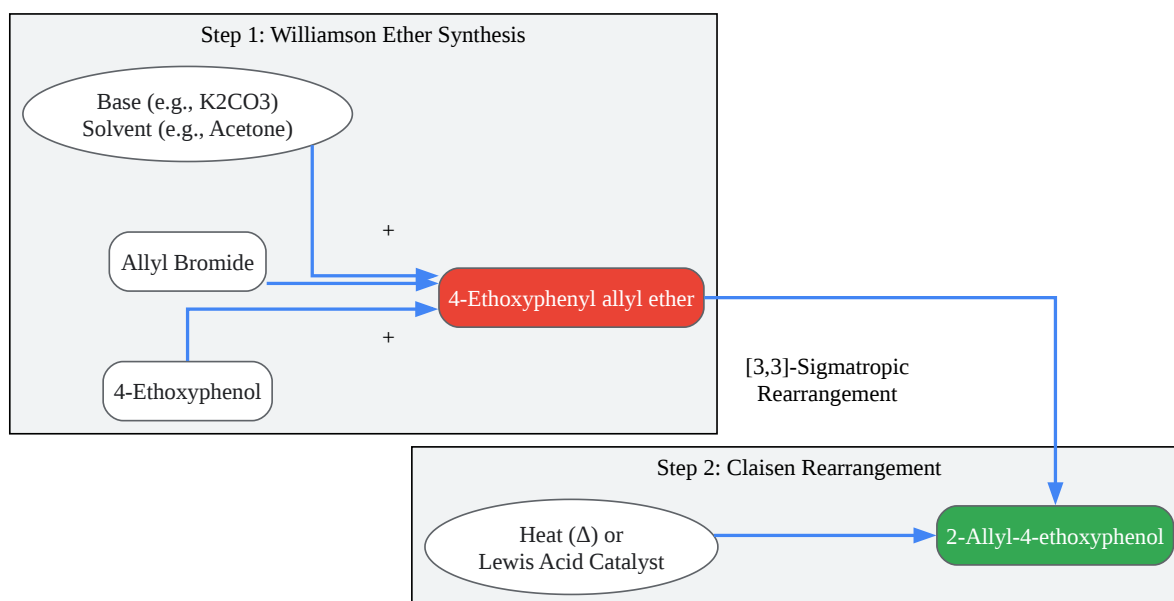 Step 1: Williamson Ether Synthesis
Base (e.g., K2CO3)
Solvent (e.g., Acetone)
+
Allyl Bromide
4-Ethoxyphenyl allyl ether
+
4-Ethoxyphenol
[3,3]-Sigmatropic
Rearrangement
Step 2: Claisen Rearrangement
Heat (Δ) or
Lewis Acid Catalyst
2-Allyl-4-ethoxyphenol